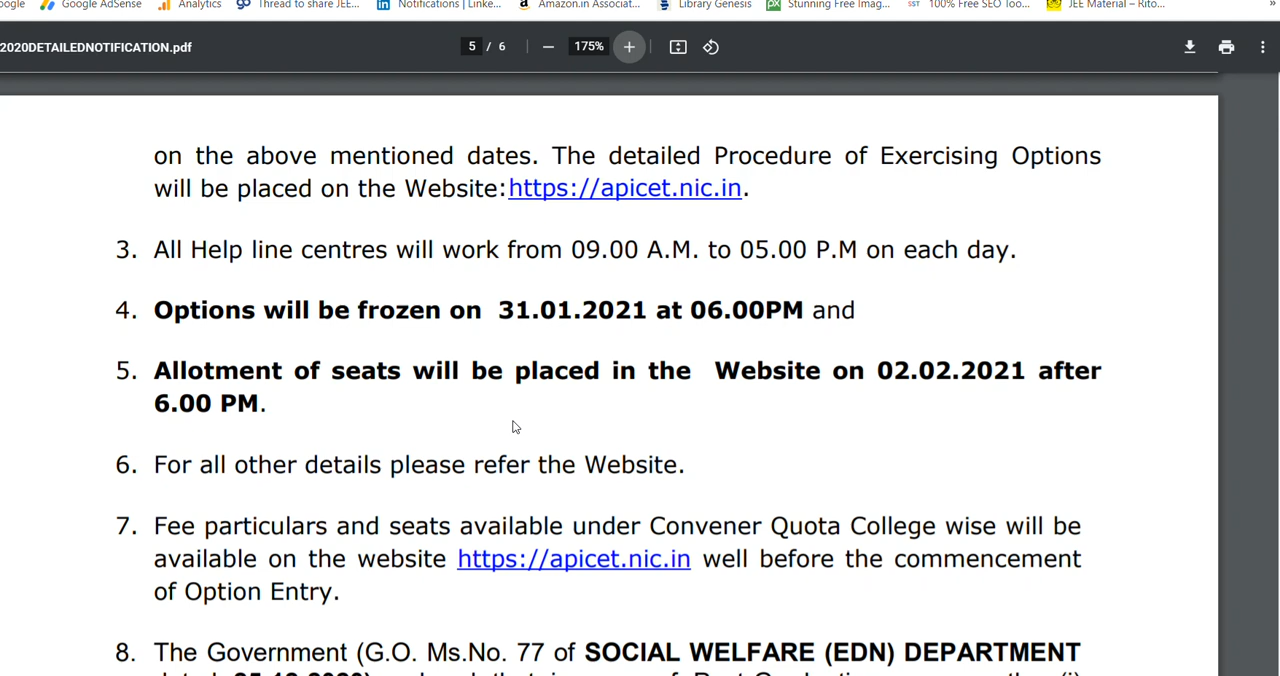 oogle Google AdSense Analytics Thread to share JEE... Notifications | Linke... Amazon.in Associat... Library Genesis Stunning Free Imag... 100% Free SEO Too... JEE Material – Rito... »
2020DETAILEDNOTIFICATION.pdf 5 / 6 — 175% +
on the above mentioned dates. The detailed Procedure of Exercising Options
will be placed on the Website:https://apicet.nic.in.
3. All Help line centres will work from 09.00 A.M. to 05.00 P.M on each day.
4. Options will be frozen on 31.01.2021 at 06.00PM and
5. Allotment of seats will be placed in the Website on 02.02.2021 after
6.00 PM.
6. For all other details please refer the Website.
7. Fee particulars and seats available under Convener Quota College wise will be
available on the website https://apicet.nic.in well before the commencement
of Option Entry.
8. The Government (G.O. Ms.No. 77 of SOCIAL WELFARE (EDN) DEPARTMENT